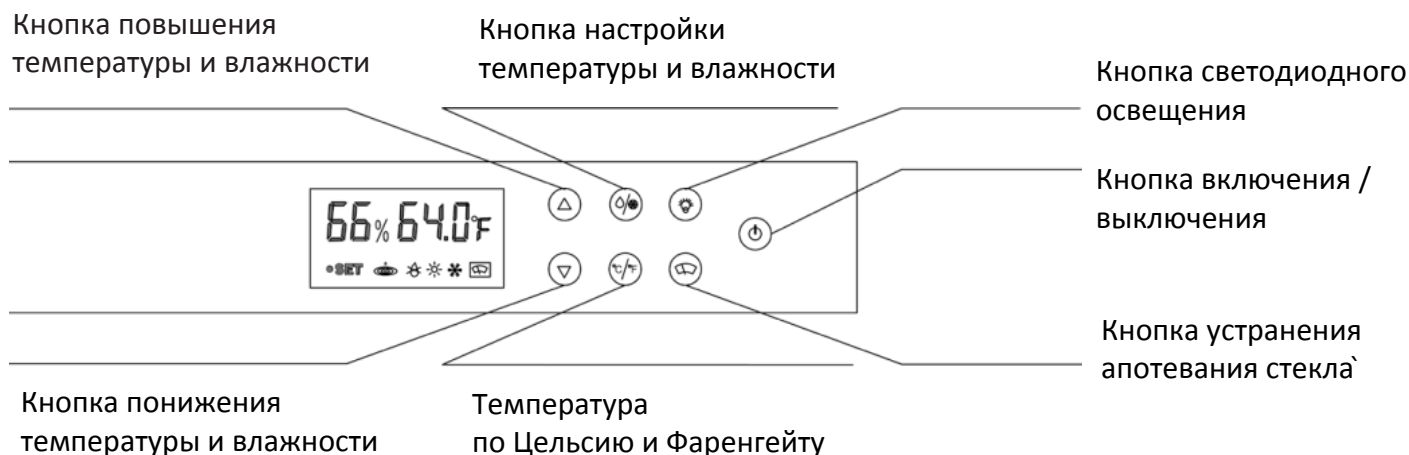 Кнопка повышения
температуры и влажности
Кнопка настройки
температуры и влажности
Кнопка светодиодного
освещения
Кнопка включения /
выключения
66% 64.0°F
SET
°C/°F
Кнопка устранения
апотевания стекла`
Кнопка понижения
температуры и влажности
Температура
по Цельсию и Фаренгейту